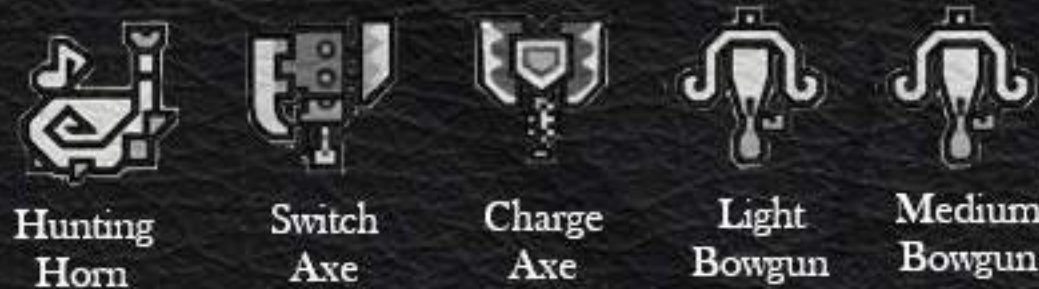 Hunting
Horn
Switch
Axe
Charge
Axe
Light
Bowgun
Medium
Bowgun